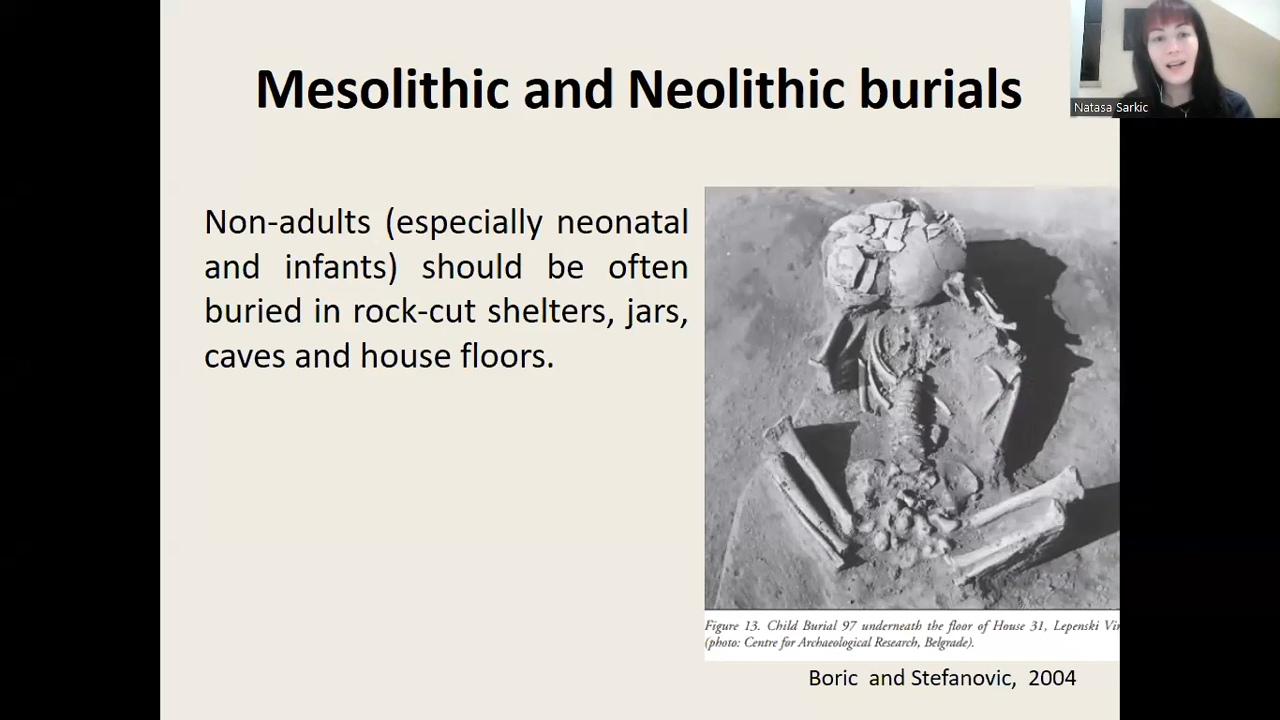 Mesolithic and Neolithic burials
Natasa Sarkic
Non-adults (especially neonatal
and infants) should be often
buried in rock-cut shelters, jars,
caves and house floors.
Figure 13. Child Burial 97 underneath the floor of House 31, Lepenski
(photo: Centre for Archaeological Research, Belgrade).
Boric and Stefanovic, 2004